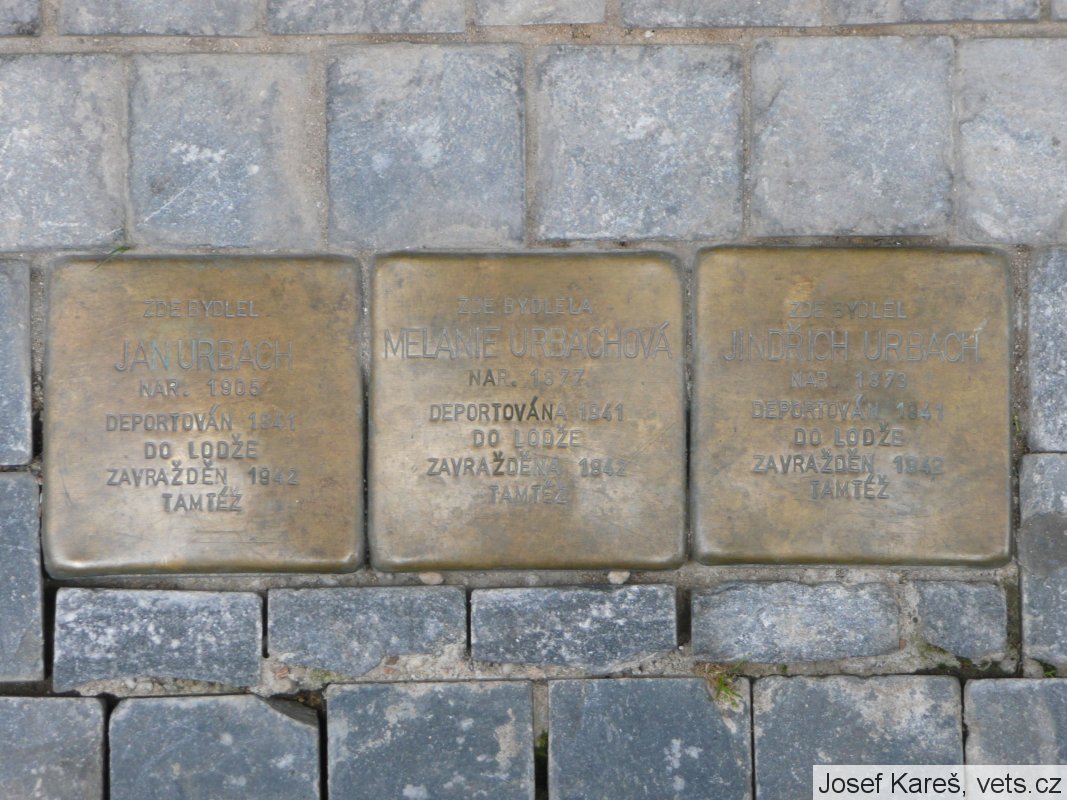 ZDE BYDLEL
JAN URBACH
NAR. 1905
DEPORTOVÁN 1941
DO LODŽE
ZAVRAŽDĚN 1942
TAMTÉŽ
ZDE BYDLELA
MELANIE URBACHOVÁ
NAR. 1877
DEPORTOVÁNA 1941
DO LODŽE
ZAVRAŽDĚNA 1942
TAMTÉŽ
ZDE BYDLEL
JINDŘICH URBACH
NAR. 1873
DEPORTOVÁN 1941
DO LODŽE
ZAVRAŽDĚN 1942
TAMTÉŽ
Josef Kareš, vets.cz